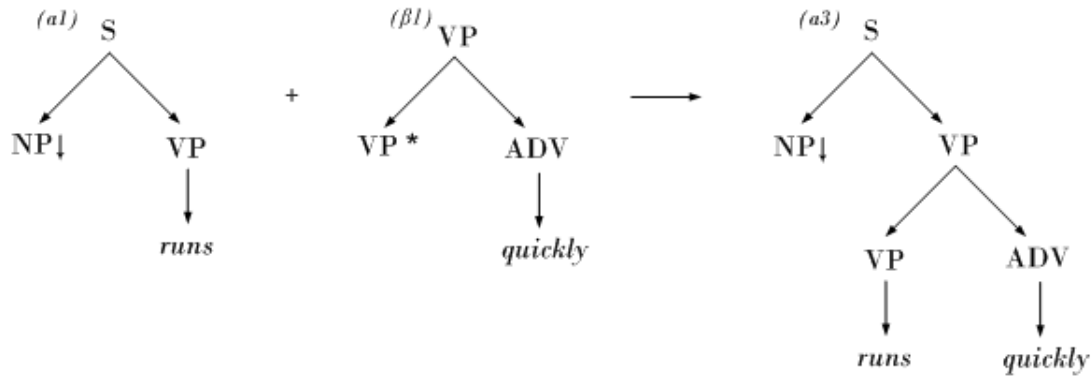 (α1) S (β1) VP (α3) S
+
NP↓ VP VP * ADV NP↓ VP
runs quickly VP ADV
runs quickly